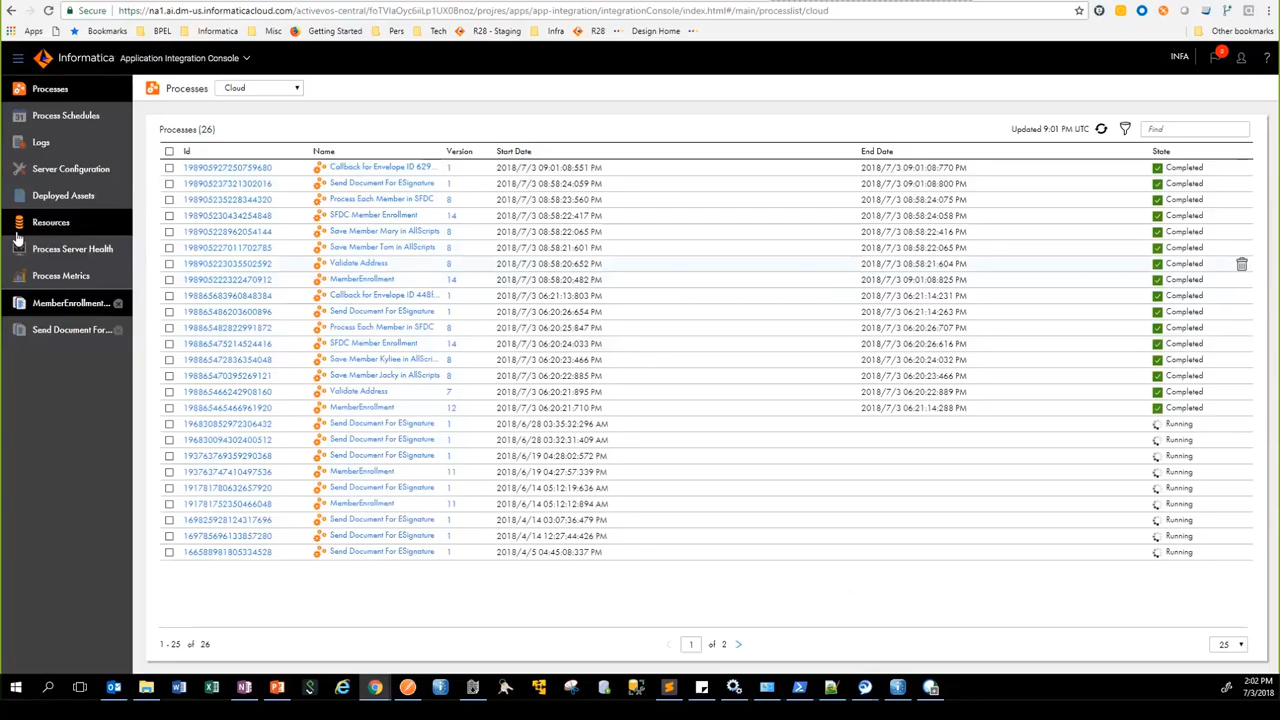 Secure
https://na1.ai.dm-us.informaticacloud.com/activevos-central/foTVIaOyc6iiLp1UX08noz/projres/apps/app-integration/integrationConsole/index.html#/main/processlist/cloud
Apps Bookmarks BPEL Informatica Misc Getting Started Pers Tech R28 - Staging Infra R28 Design Home Other bookmarks
Informatica Application Integration Console INFA 2
Processes
Process Schedules
Logs
Server Configuration
Deployed Assets
Resources
Process Server Health
Process Metrics
MemberEnrollment...
Send Document For...
Processes Cloud
Processes (26) Updated 9:01 PM UTC Find
Id Name Version Start Date End Date State
198905927250759680 Callback for Envelope ID 629... 1 2018/7/3 09:01:08:551 PM 2018/7/3 09:01:08:770 PM Completed
198905237321302016 Send Document For ESignature 1 2018/7/3 08:58:24:059 PM 2018/7/3 09:01:08:800 PM Completed
198905235228344320 Process Each Member in SFDC 8 2018/7/3 08:58:23:560 PM 2018/7/3 08:58:24:075 PM Completed
198905230434254848 SFDC Member Enrollment 14 2018/7/3 08:58:22:417 PM 2018/7/3 08:58:24:058 PM Completed
198905228962054144 Save Member Mary in AllScripts 8 2018/7/3 08:58:22:065 PM 2018/7/3 08:58:22:416 PM Completed
198905227011702785 Save Member Tom in AllScripts 8 2018/7/3 08:58:21:601 PM 2018/7/3 08:58:22:065 PM Completed
198905223035502592 Validate Address 8 2018/7/3 08:58:20:652 PM 2018/7/3 08:58:21:604 PM Completed
198905222322470912 MemberEnrollment 14 2018/7/3 08:58:20:482 PM 2018/7/3 09:01:08:825 PM Completed
198865683960848384 Callback for Envelope ID 448f... 1 2018/7/3 06:21:13:803 PM 2018/7/3 06:21:14:231 PM Completed
198865486203600896 Send Document For ESignature 1 2018/7/3 06:20:26:654 PM 2018/7/3 06:21:14:263 PM Completed
198865482822991872 Process Each Member in SFDC 8 2018/7/3 06:20:25:847 PM 2018/7/3 06:20:26:707 PM Completed
198865475214524416 SFDC Member Enrollment 14 2018/7/3 06:20:24:033 PM 2018/7/3 06:20:26:616 PM Completed
198865472836354048 Save Member Kyliee in AllScri... 8 2018/7/3 06:20:23:466 PM 2018/7/3 06:20:24:032 PM Completed
198865470395269121 Save Member Jacky in AllScripts 8 2018/7/3 06:20:22:885 PM 2018/7/3 06:20:23:466 PM Completed
198865466242908160 Validate Address 7 2018/7/3 06:20:21:895 PM 2018/7/3 06:20:22:889 PM Completed
198865465466961920 MemberEnrollment 12 2018/7/3 06:20:21:710 PM 2018/7/3 06:21:14:288 PM Completed
196830852972306432 Send Document For ESignature 1 2018/6/28 03:35:32:296 AM Running
196830094302400512 Send Document For ESignature 1 2018/6/28 03:32:31:409 AM Running
193763747959290368 Send Document For ESignature 1 2018/6/19 04:28:02:572 PM Running
193763747410497536 MemberEnrollment 11 2018/6/19 04:27:57:339 PM Running
191781780632657920 Send Document For ESignature 1 2018/6/14 05:12:19:636 AM Running
191781752350466048 MemberEnrollment 11 2018/6/14 05:12:12:894 AM Running
169825928124317696 Send Document For ESignature 1 2018/4/14 03:07:36:479 PM Running
169785696133857280 Send Document For ESignature 1 2018/4/14 12:27:44:426 PM Running
166588981805334528 Send Document For ESignature 1 2018/4/5 04:45:08:337 PM Running
1 - 25 of 26 1 of 2 25
2:02 PM
7/3/2018